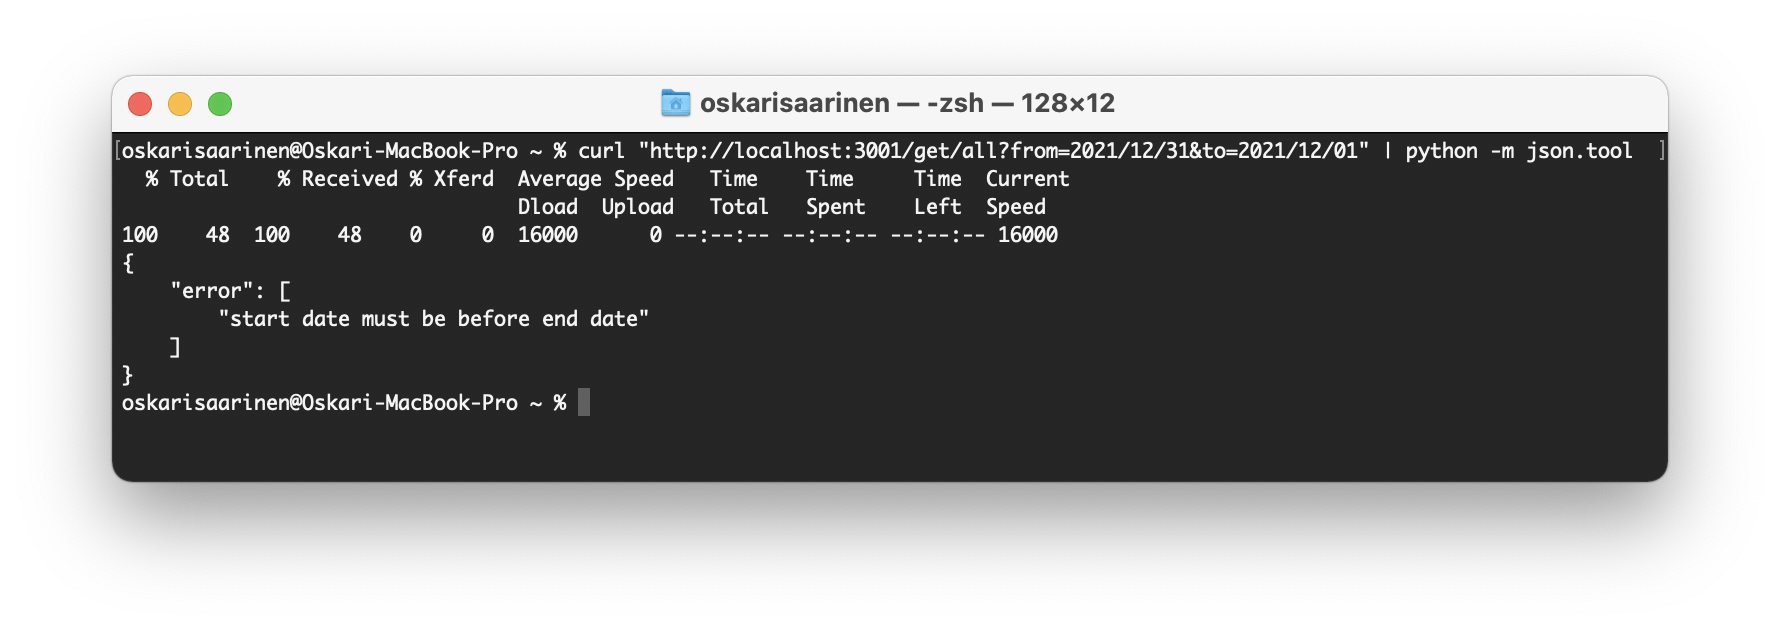 oskarisaarinen — -zsh — 128×12
[oskarisaarinen@Oskari-MacBook-Pro ~ % curl "http://localhost:3001/get/all?from=2021/12/31&to=2021/12/01" | python -m json.tool  ]
  % Total    % Received % Xferd  Average Speed   Time    Time     Time  Current
                                 Dload  Upload   Total   Spent    Left  Speed
100    48  100    48    0     0  16000      0 --:--:-- --:--:-- --:--:-- 16000
{
    "error": [
        "start date must be before end date"
    ]
}
oskarisaarinen@Oskari-MacBook-Pro ~ %